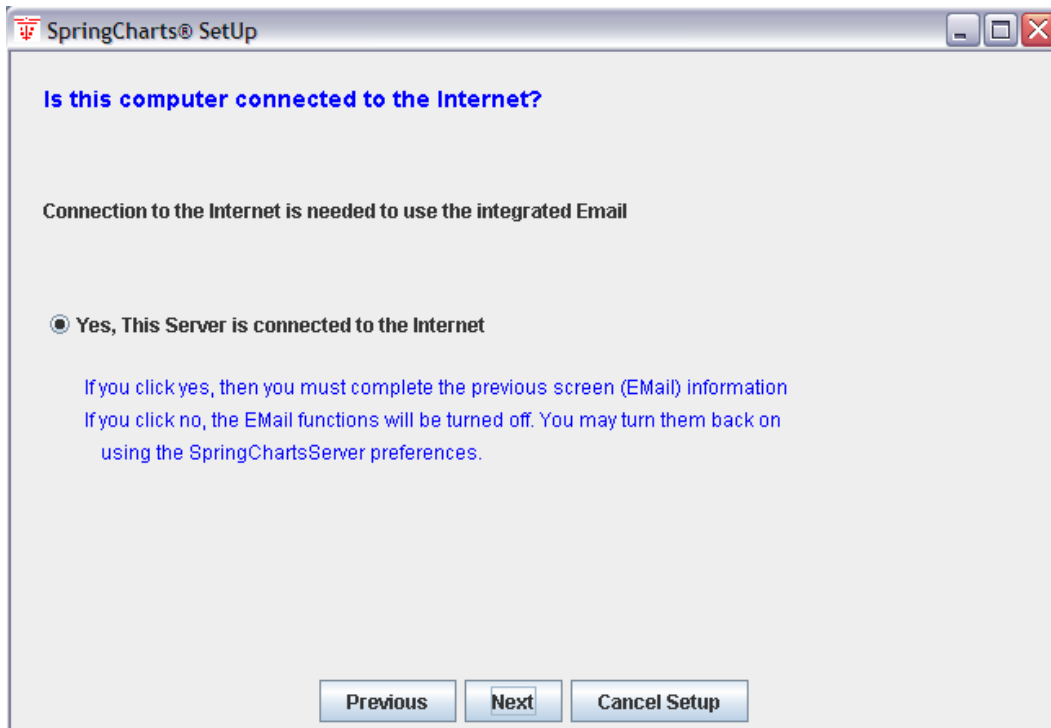 SpringCharts® SetUp
Is this computer connected to the Internet?
Connection to the Internet is needed to use the integrated Email
Yes, This Server is connected to the Internet
If you click yes, then you must complete the previous screen (EMail) information
If you click no, the EMail functions will be turned off. You may turn them back on
using the SpringChartsServer preferences.
Previous Next Cancel Setup